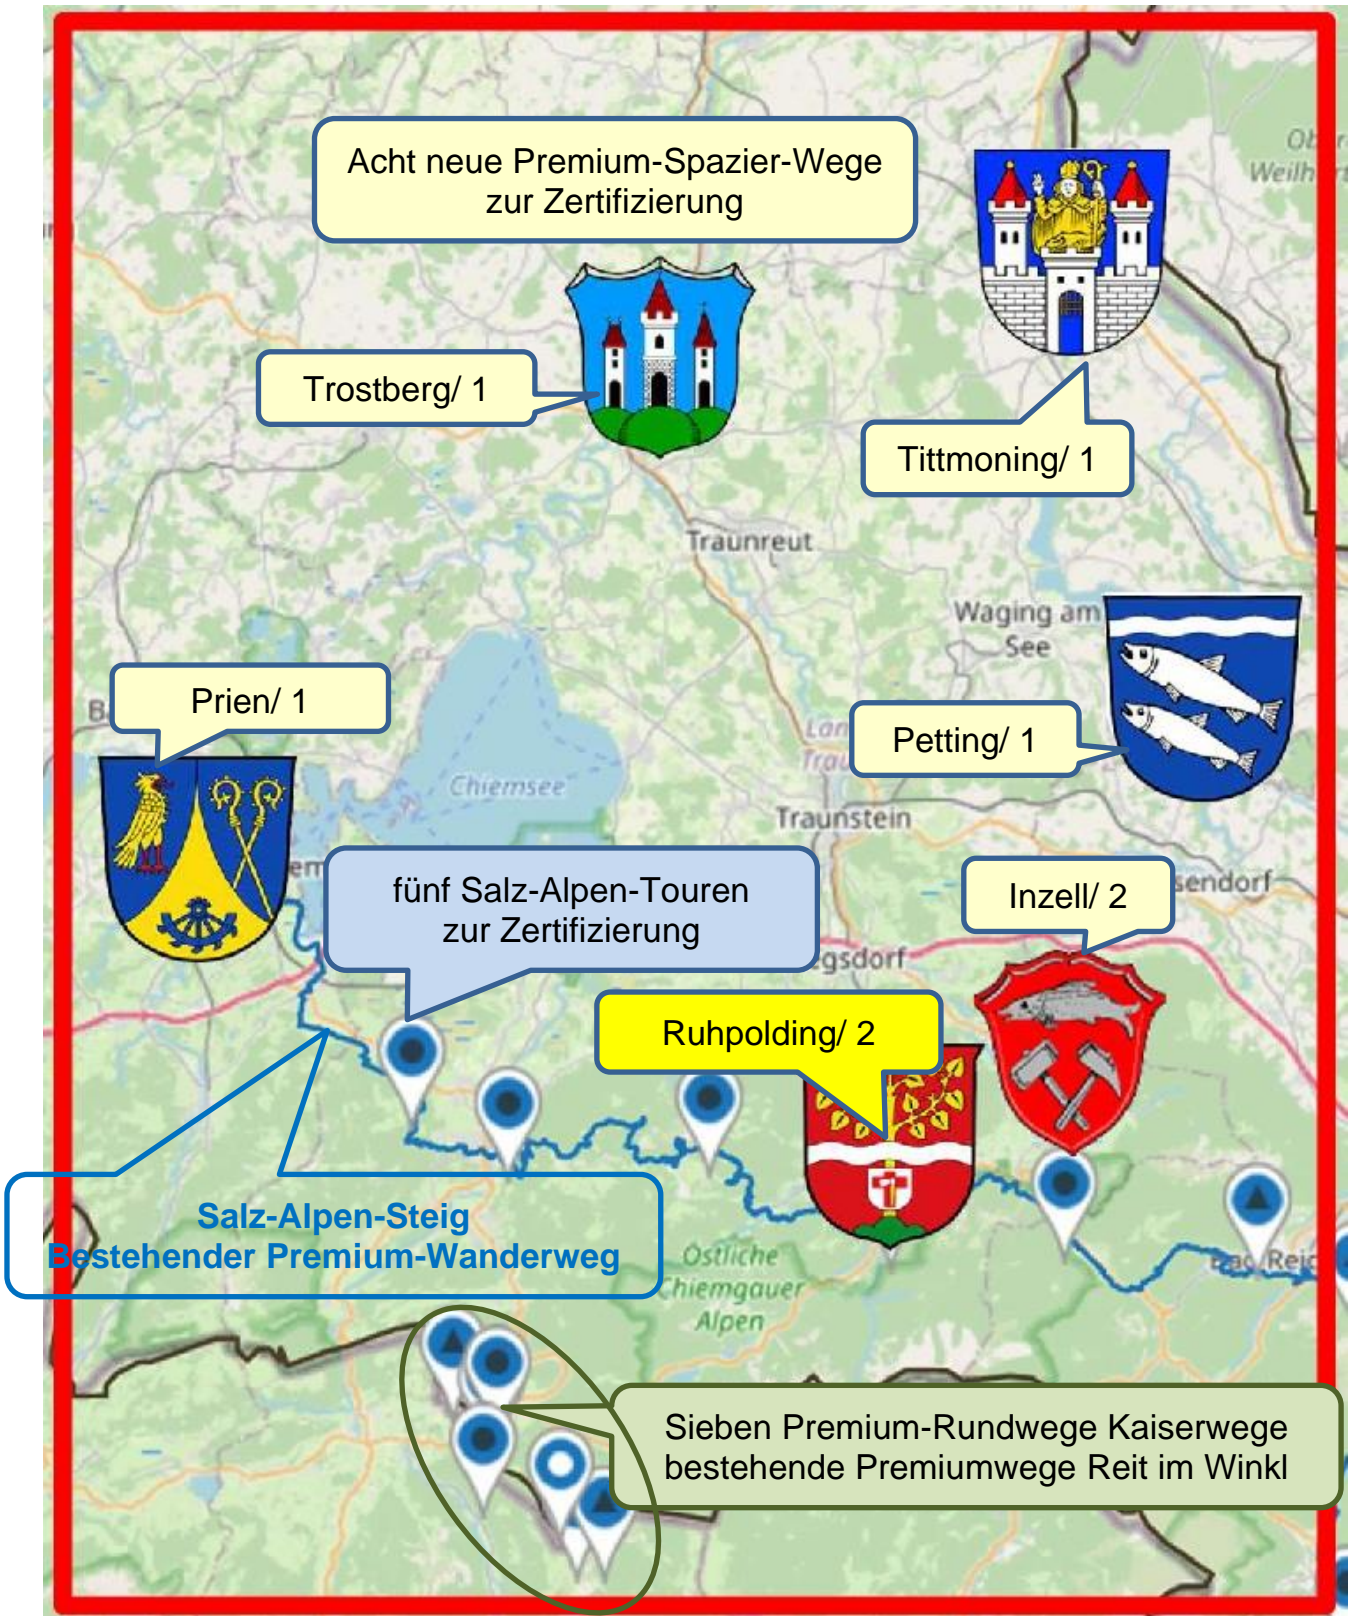 Acht neue Premium-Spazier-Wege
zur Zertifizierung
Trostberg/ 1
Tittmoning/ 1
Traunreut
Waging am
See
Prien/ 1
Petting/ 1
Chiemsee
Traunstein
fünf Salz-Alpen-Touren
zur Zertifizierung
Inzell/ 2
Ruhpolding/ 2
Salz-Alpen-Steig
Bestehender Premium-Wanderweg
Östliche
Chiemgauer
Alpen
Sieben Premium-Rundwege Kaiserwege
bestehende Premiumwege Reit im Winkl